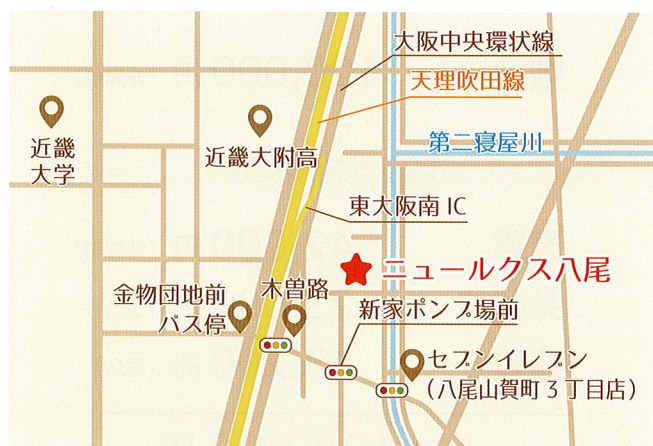 大阪中央環状線
天理吹田線
第二寝屋川
近畿
大学
近畿大附高
東大阪南 IC
ニュールクス八尾
金物団地前
バス停
木曽路
新家ポンプ場前
セブンイレブン
（八尾山賀町 3 丁目店）